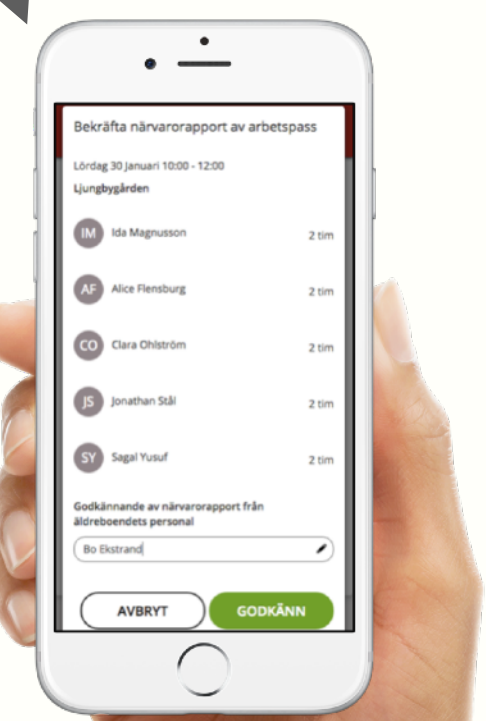 Bekräfta närvarorapport av arbetspass
Lördag 30 Januari 10:00 - 12:00
Ljungbygården
IM Ida Magnusson 2 tim
AF Alice Flensburg 2 tim
CO Clara Ohlström 2 tim
JS Jonathan Stål 2 tim
SY Sagal Yusuf 2 tim
Godkännande av närvarorapport från
äldreboendets personal
Bo Ekstrand
AVBRYT GODKÄNN